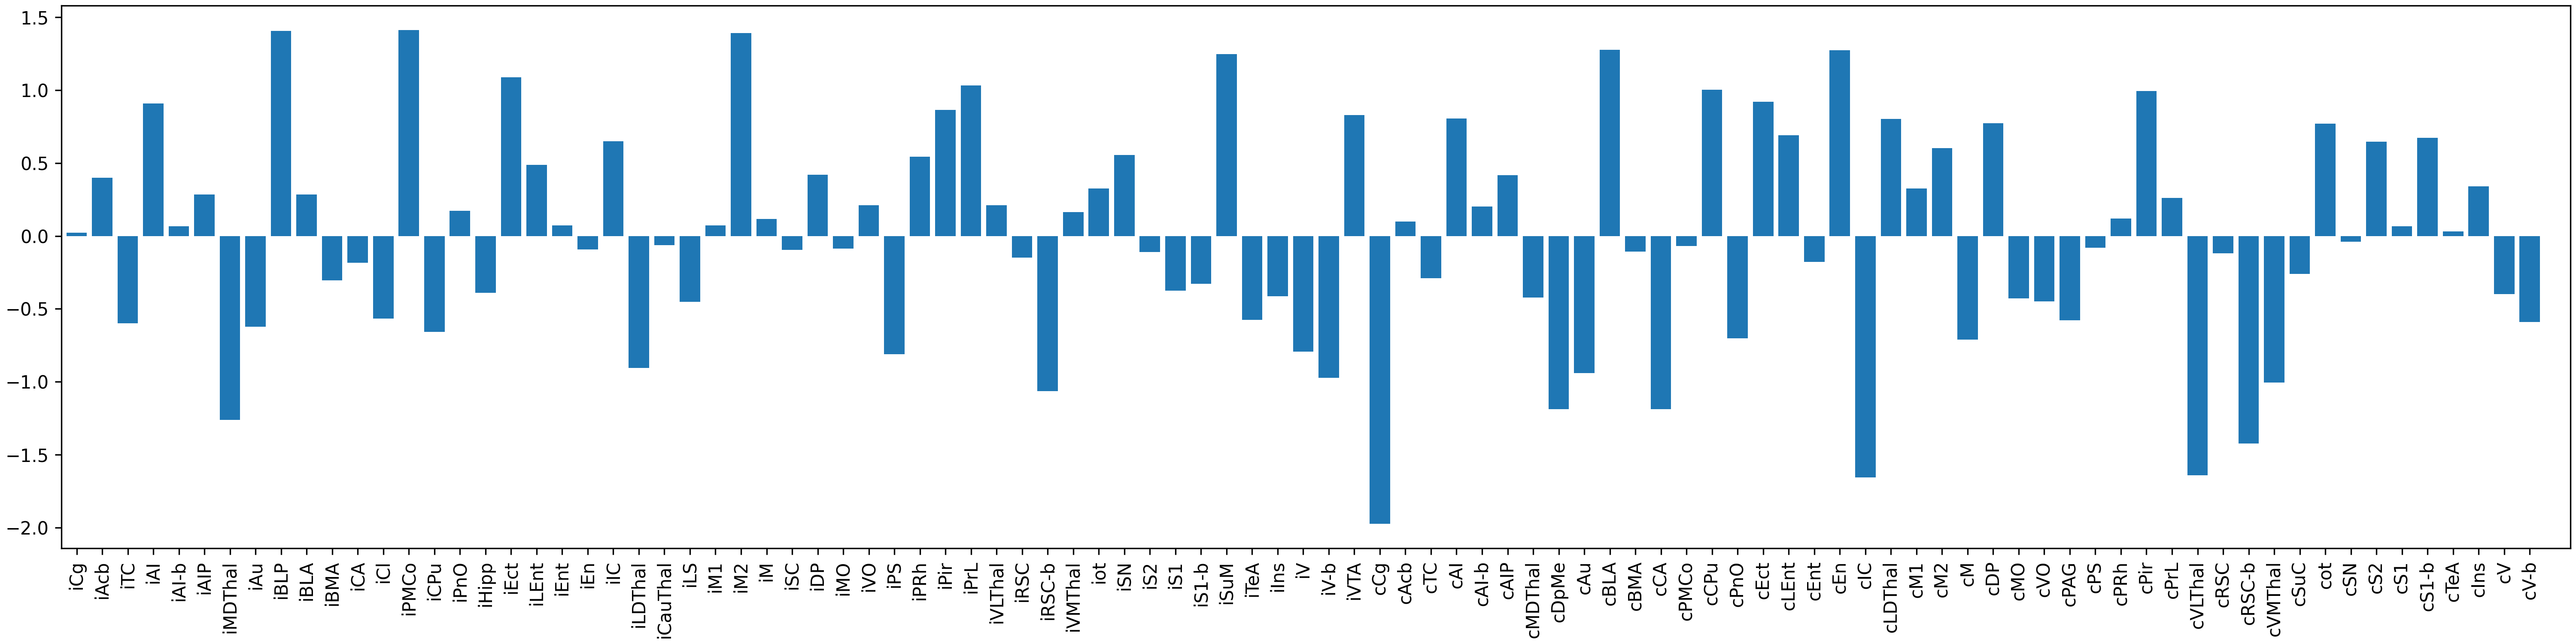 1.5
1.0
0.5
0.0
−0.5
−1.0
−1.5
−2.0
iCg
iAcb
iTC
iAI
iAI-b
iAIP
iMDThal
iAu
iBLP
iBLA
iBMA
iCA
iCl
iPMCo
iCPu
iPnO
iHipp
iEct
iLEnt
iEnt
iEn
iIC
iLDThal
iCauThal
iLS
iM1
iM2
iM
iSC
iDP
iMO
iVO
iPS
iPRh
iPir
iPrL
iVLThal
iRSC
iRSC-b
iVMThal
iot
iSN
iS2
iS1
iS1-b
iSuM
iTeA
iIns
iV
iV-b
iVTA
cCg
cAcb
cTC
cAI
cAI-b
cAIP
cMDThal
cDpMe
cAu
cBLA
cBMA
cCA
cPMCo
cCPu
cPnO
cEct
cLEnt
cEnt
cEn
cIC
cLDThal
cM1
cM2
cM
cDP
cMO
cVO
cPAG
cPS
cPRh
cPir
cPrL
cVLThal
cRSC
cRSC-b
cVMThal
cSuC
cot
cSN
cS2
cS1
cS1-b
cTeA
cIns
cV
cV-b